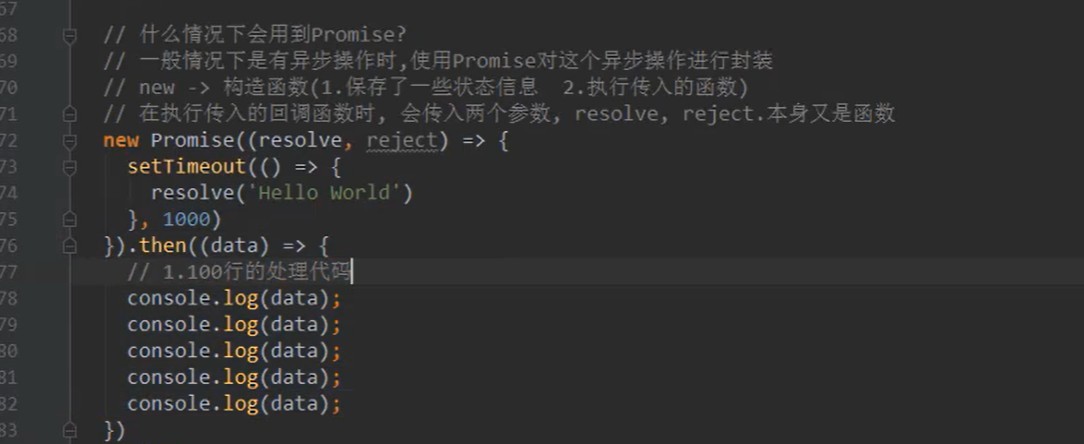 67
68 // 什么情况下会用到Promise?
69 // 一般情况下是有异步操作时,使用Promise对这个异步操作进行封装
70 // new -> 构造函数(1.保存了一些状态信息  2.执行传入的函数)
71 // 在执行传入的回调函数时, 会传入两个参数, resolve, reject.本身又是函数
72 new Promise((resolve, reject) => {
73   setTimeout(() => {
74     resolve('Hello World')
75   }, 1000)
76 }).then((data) => {
77   // 1.100行的处理代码
78   console.log(data);
79   console.log(data);
80   console.log(data);
81   console.log(data);
82   console.log(data);
83 })